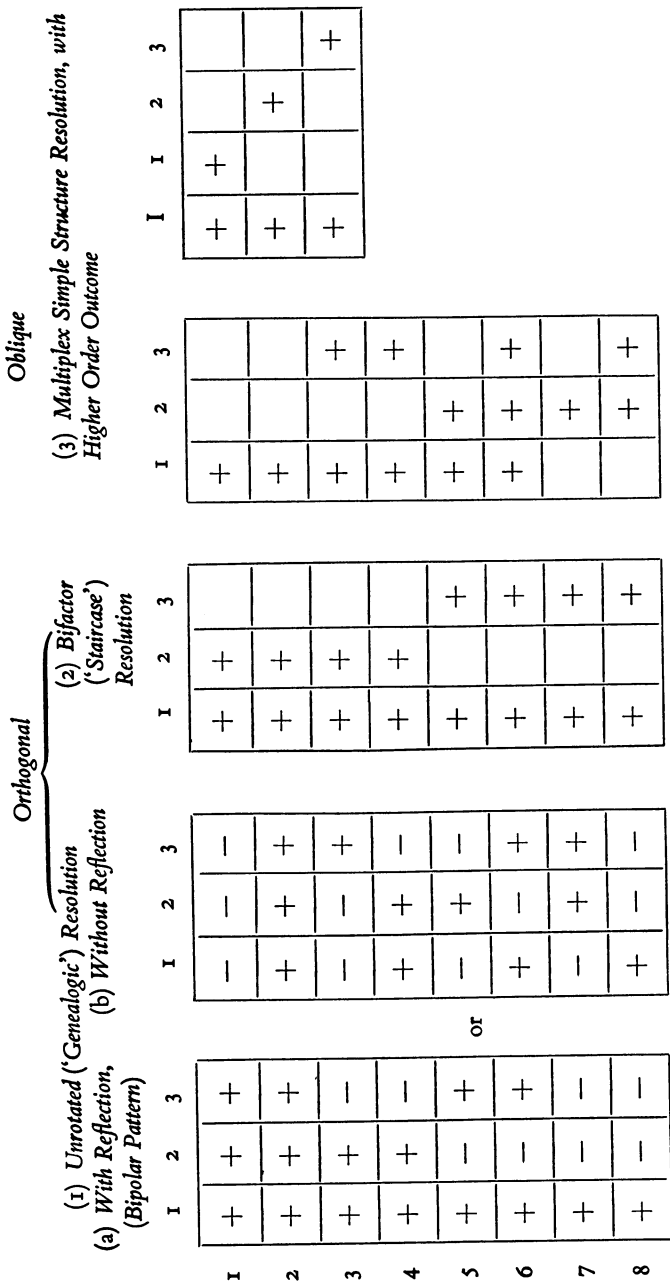 Orthogonal
(1) Unrotated ('Genealogic') Resolution
(a) With Reflection,
(Bipolar Pattern)
1 2 3
1 + + +
2 + + +
3 + + −
4 + + −
5 + − +
6 + − +
7 + − −
8 + − −
or
(b) Without Reflection
1 2 3
− − −
+ + +
− − +
+ + −
− + −
+ − +
− + +
+ − −
(2) Bifactor
('Staircase')
Resolution
1 2 3
+ +
+ +
+ +
+ +
+ +
+ +
+ +
+ +
Oblique
(3) Multiplex Simple Structure Resolution, with
Higher Order Outcome
1 2 3
+
+
+ +
+ +
+ +
+ + +
+
+ +
I 1 2 3
+ +
+ +
+ +